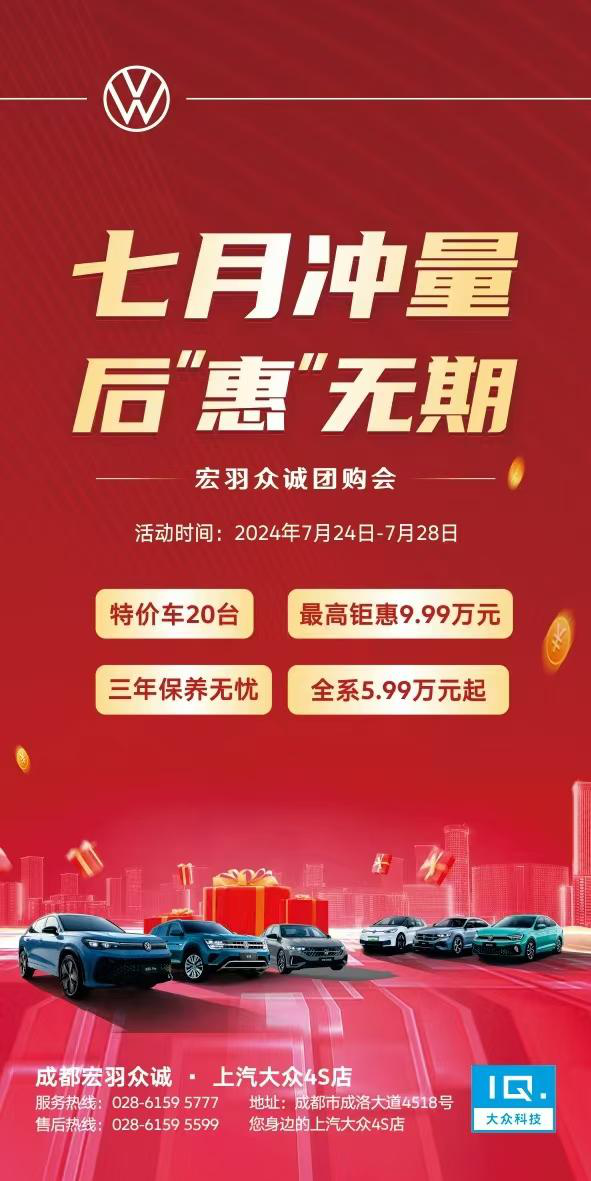 七月冲量
后"惠"无期
宏羽众诚团购会
活动时间：2024年7月24日-7月28日
特价车20台
最高钜惠9.99万元
三年保养无忧
全系5.99万元起
成都宏羽众诚 · 上汽大众4S店
服务热线：028-6159 5777
地址：成都市成洛大道4518号
售后热线：028-6159 5599
您身边的上汽大众4S店
IQ.
大众科技